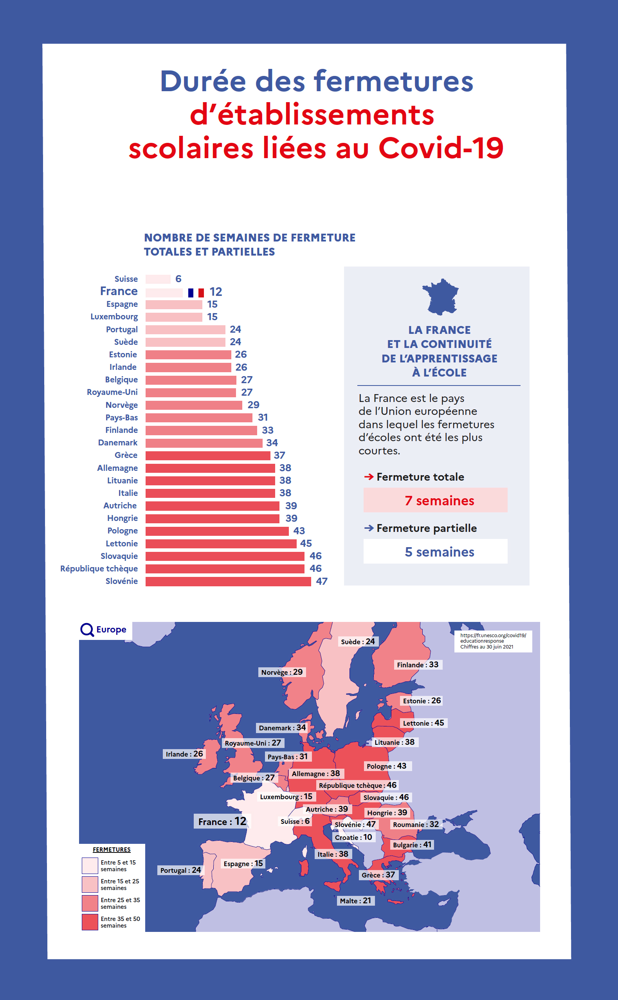 Durée des fermetures
d’établissements
scolaires liées au Covid-19
NOMBRE DE SEMAINES DE FERMETURE
TOTALES ET PARTIELLES
Suisse 6
France 12
Espagne 15
Luxembourg 15
Portugal 24
Suède 24
Estonie 26
Irlande 26
Belgique 27
Royaume-Uni 27
Norvège 29
Pays-Bas 31
Finlande 33
Danemark 34
Grèce 37
Allemagne 38
Lituanie 38
Italie 38
Autriche 39
Hongrie 39
Pologne 43
Lettonie 45
Slovaquie 46
République tchèque 46
Slovénie 47
LA FRANCE
ET LA CONTINUITÉ
DE L’APPRENTISSAGE
À L’ÉCOLE
La France est le pays
de l’Union européenne
dans lequel les fermetures
d’écoles ont été les plus
courtes.
→ Fermeture totale
7 semaines
→ Fermeture partielle
5 semaines
Europe
https://fr.unesco.org/covid19/
educationresponse
Chiffres au 30 juin 2021
Suède : 24
Finlande : 33
Norvège : 29
Estonie : 26
Lettonie : 45
Danemark : 34
Lituanie : 38
Royaume-Uni : 27
Irlande : 26
Pays-Bas : 31
Pologne : 43
Allemagne : 38
Belgique : 27
République tchèque : 46
Luxembourg : 15
Slovaquie : 46
Autriche : 39
Hongrie : 39
France : 12
Suisse : 6
Slovénie : 47
Roumanie : 32
Croatie : 10
Bulgarie : 41
Italie : 38
Espagne : 15
Portugal : 24
Grèce : 37
Malte : 21
FERMETURES
Entre 5 et 15
semaines
Entre 15 et 25
semaines
Entre 25 et 35
semaines
Entre 35 et 50
semaines